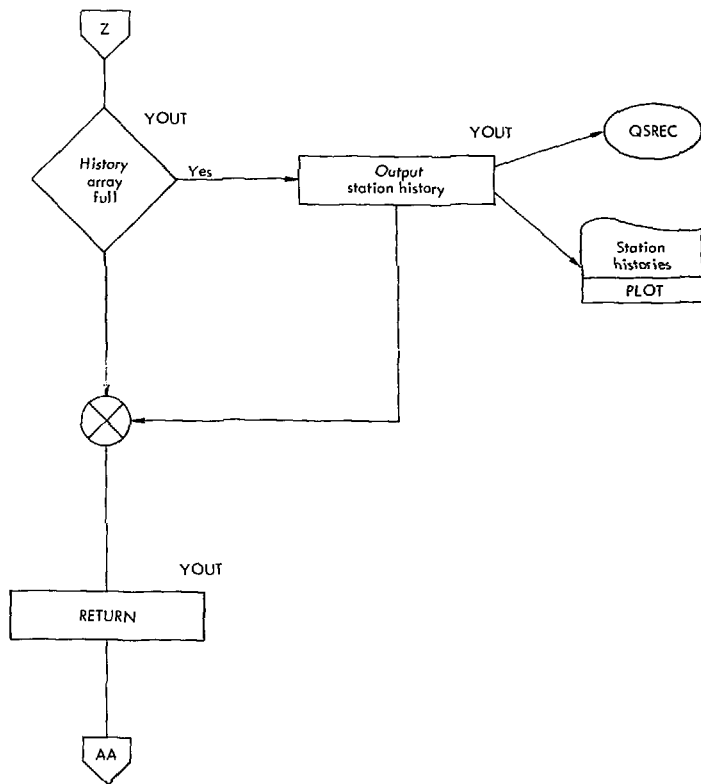 Z
YOUT
History
array
full
Yes
YOUT
Output
station history
QSREC
Station
histories
PLOT
YOUT
RETURN
AA